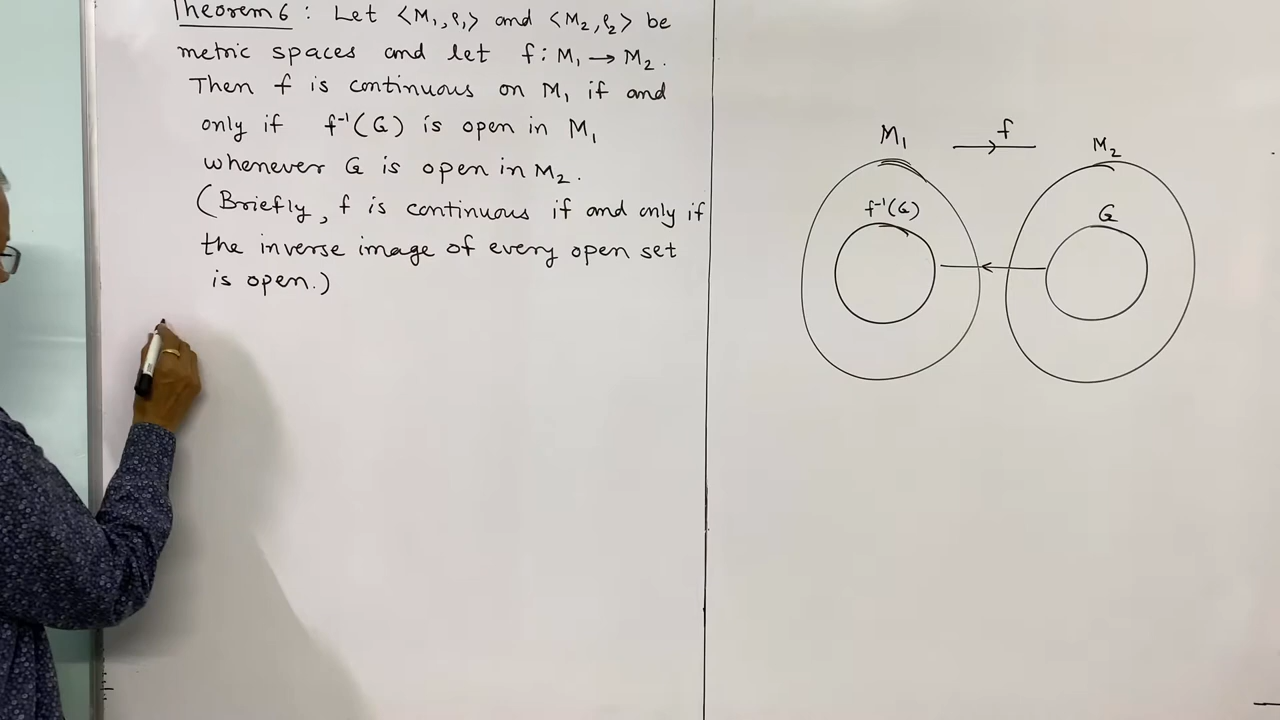 Theorem 6 : Let <M₁, ρ₁> and <M₂, ρ₂> be
metric spaces and let f : M₁ → M₂.
Then f is continuous on M₁ if and
only if f⁻¹(G) is open in M₁
whenever G is open in M₂.
(Briefly, f is continuous if and only if
the inverse image of every open set
is open.)
M₁ → f M₂
f⁻¹(G) G